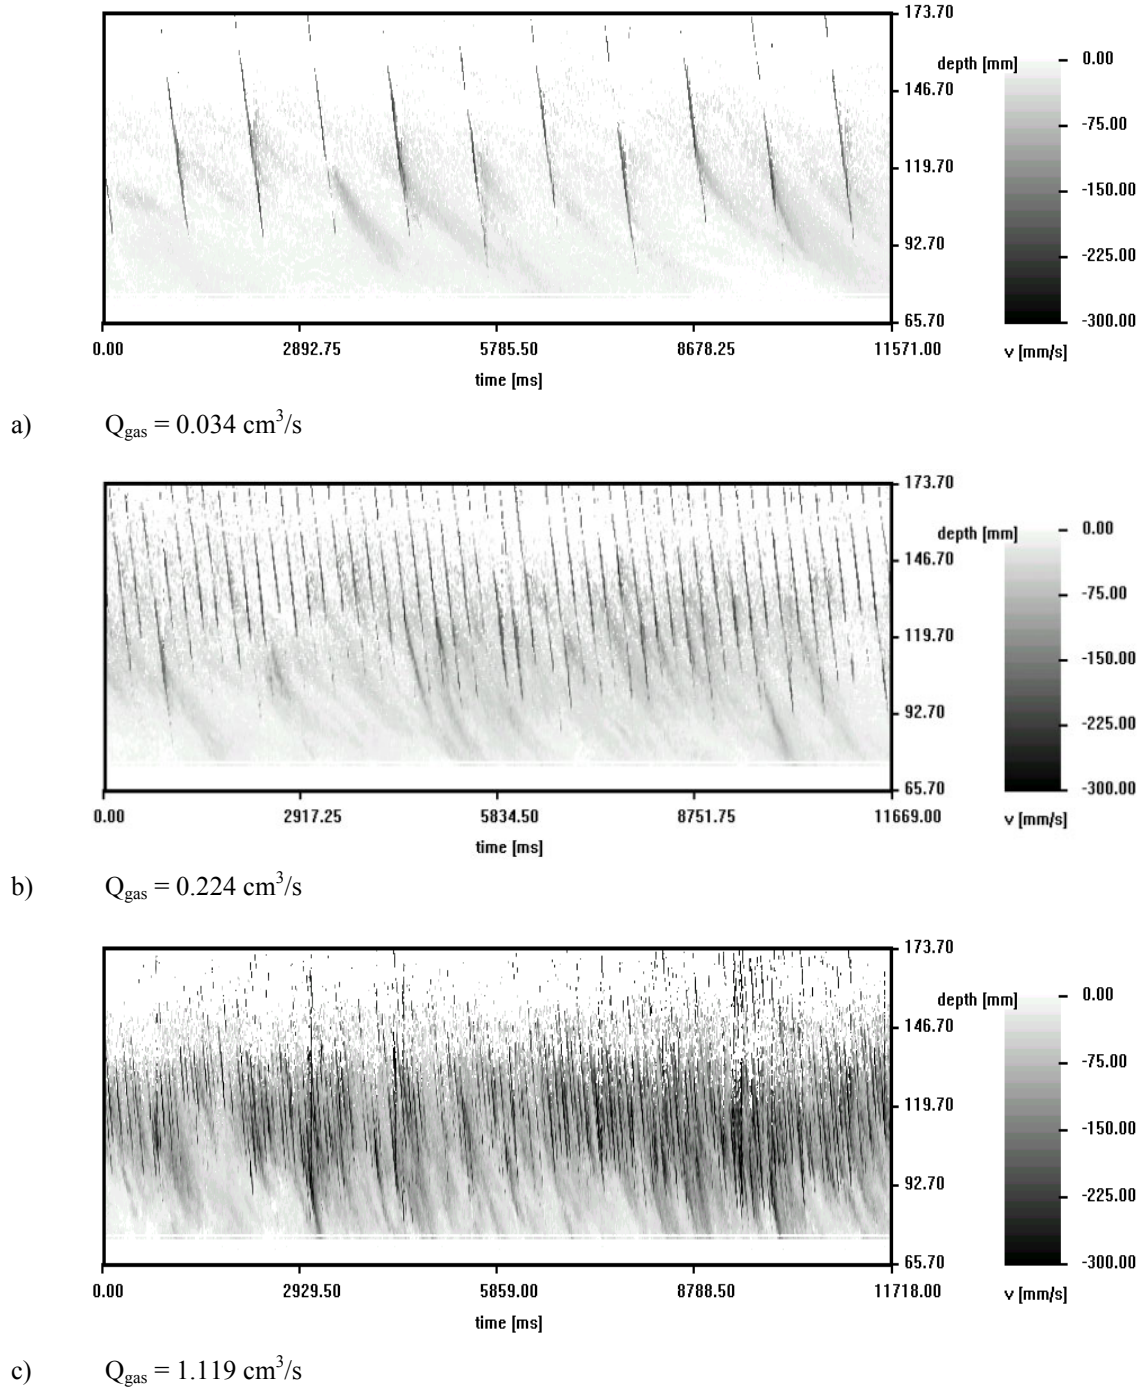 173.70
depth [mm]
0.00
146.70
-75.00
119.70
-150.00
92.70
-225.00
65.70
-300.00
0.00 2892.75 5785.50 8678.25 11571.00
v [mm/s]
time [ms]
a) Qgas = 0.034 cm³/s
173.70
depth [mm]
0.00
146.70
-75.00
119.70
-150.00
92.70
-225.00
65.70
-300.00
0.00 2917.25 5834.50 8751.75 11669.00
v [mm/s]
time [ms]
b) Qgas = 0.224 cm³/s
173.70
depth [mm]
0.00
146.70
-75.00
119.70
-150.00
92.70
-225.00
65.70
-300.00
0.00 2929.50 5859.00 8788.50 11718.00
v [mm/s]
time [ms]
c) Qgas = 1.119 cm³/s